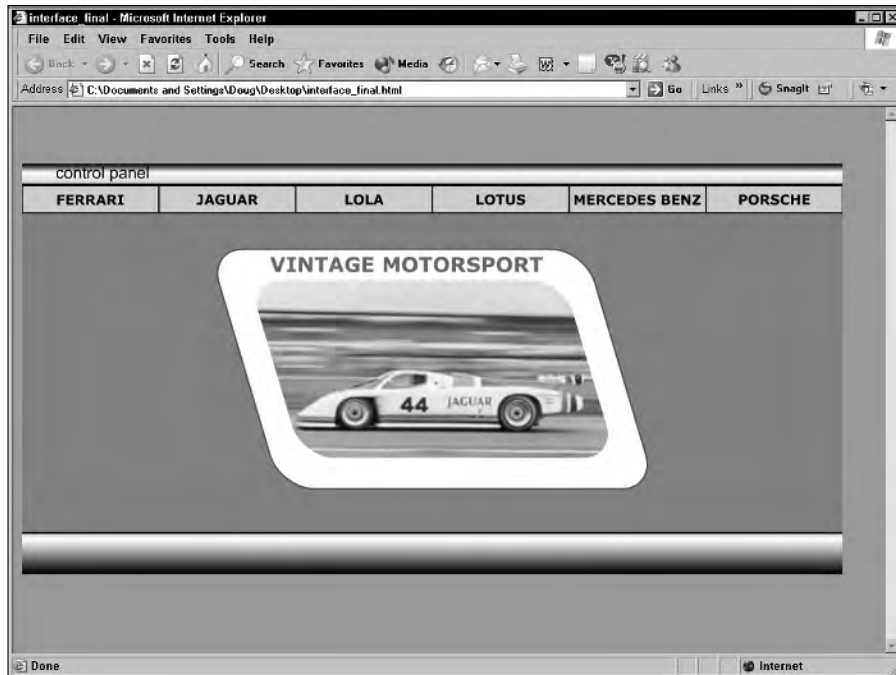 interface_final - Microsoft Internet Explorer
File Edit View Favorites Tools Help
Back Search Favorites Media
Address C:\Documents and Settings\Doug\Desktop\interface_final.html Go Links » SnagIt
control panel
FERRARI JAGUAR LOLA LOTUS MERCEDES BENZ PORSCHE
VINTAGE MOTORSPORT
44 JAGUAR
Done Internet